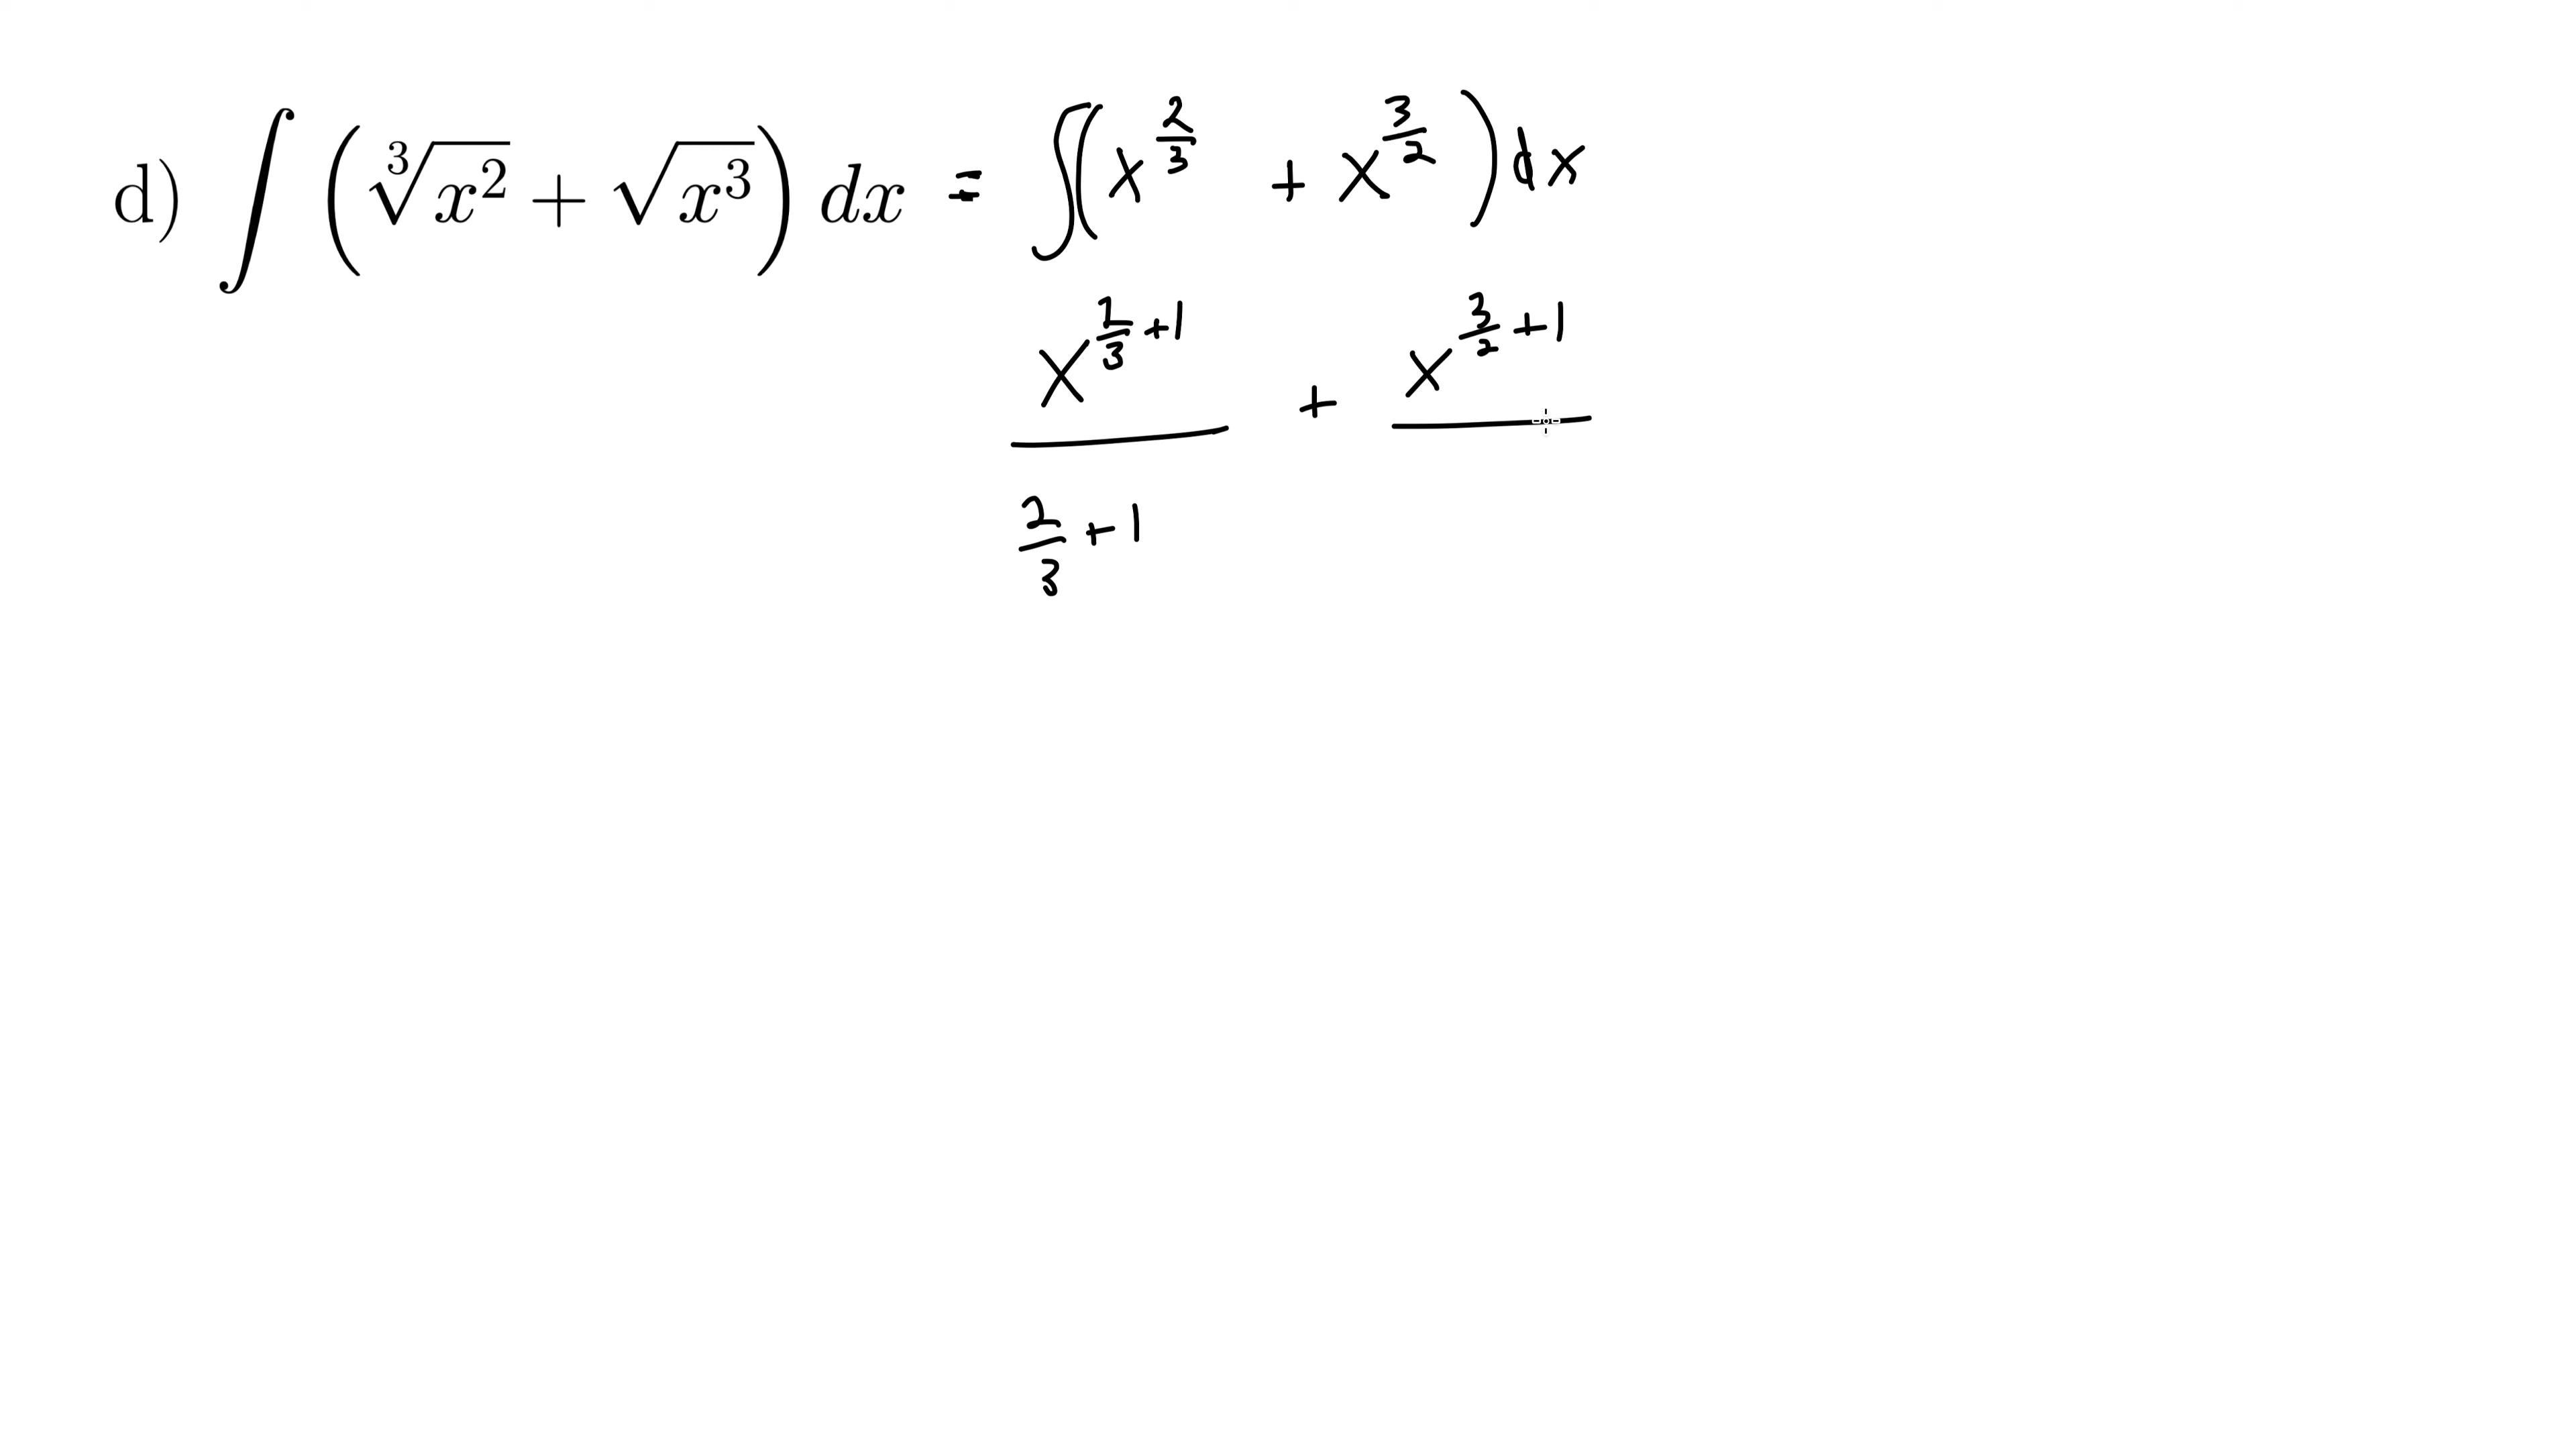 d) ∫ (∛x² + √x³) dx = ∫(x^(2/3) + x^(3/2)) dx
x^(2/3 + 1) / (2/3 + 1) + x^(3/2 + 1) /